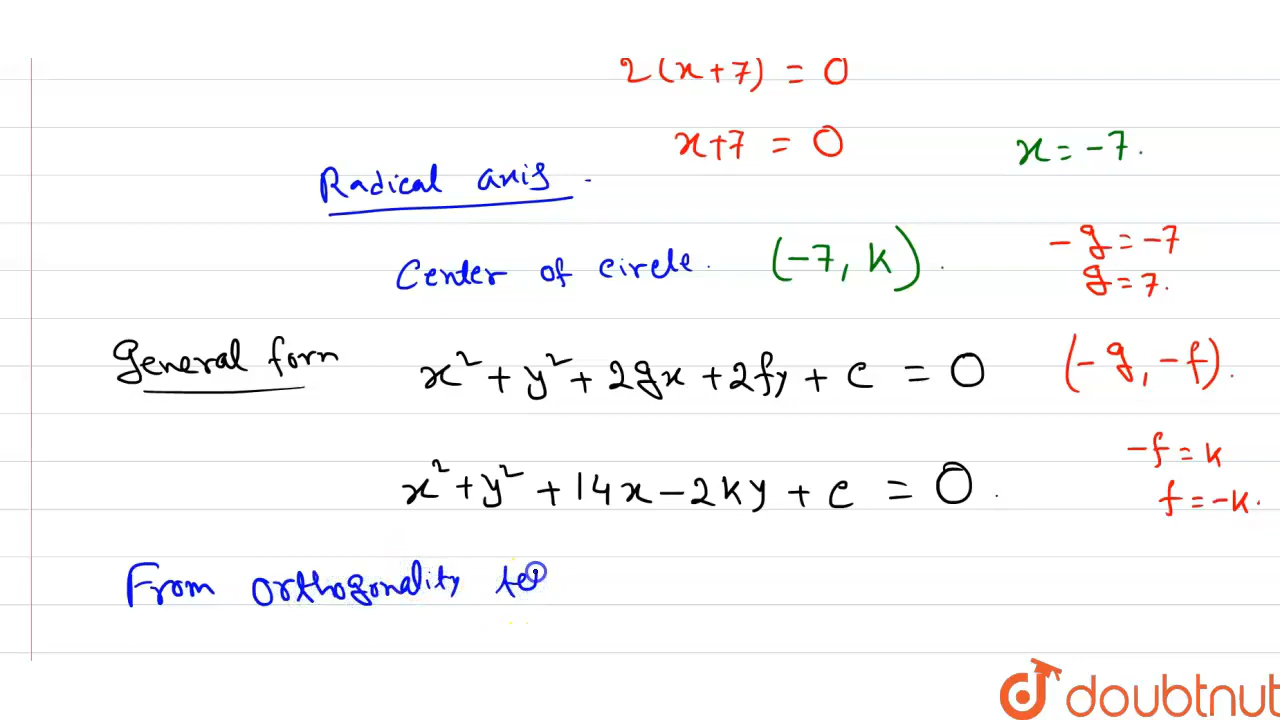 2(x+7) = 0
x+7 = 0
x = -7.
Radical axis.
Center of circle. (-7, k).
-g = -7
g = 7.
General form x² + y² + 2gx + 2fy + c = 0
(-g, -f).
x² + y² + 14x - 2ky + c = 0.
-f = k
f = -k.
From orthogonality
doubtnut